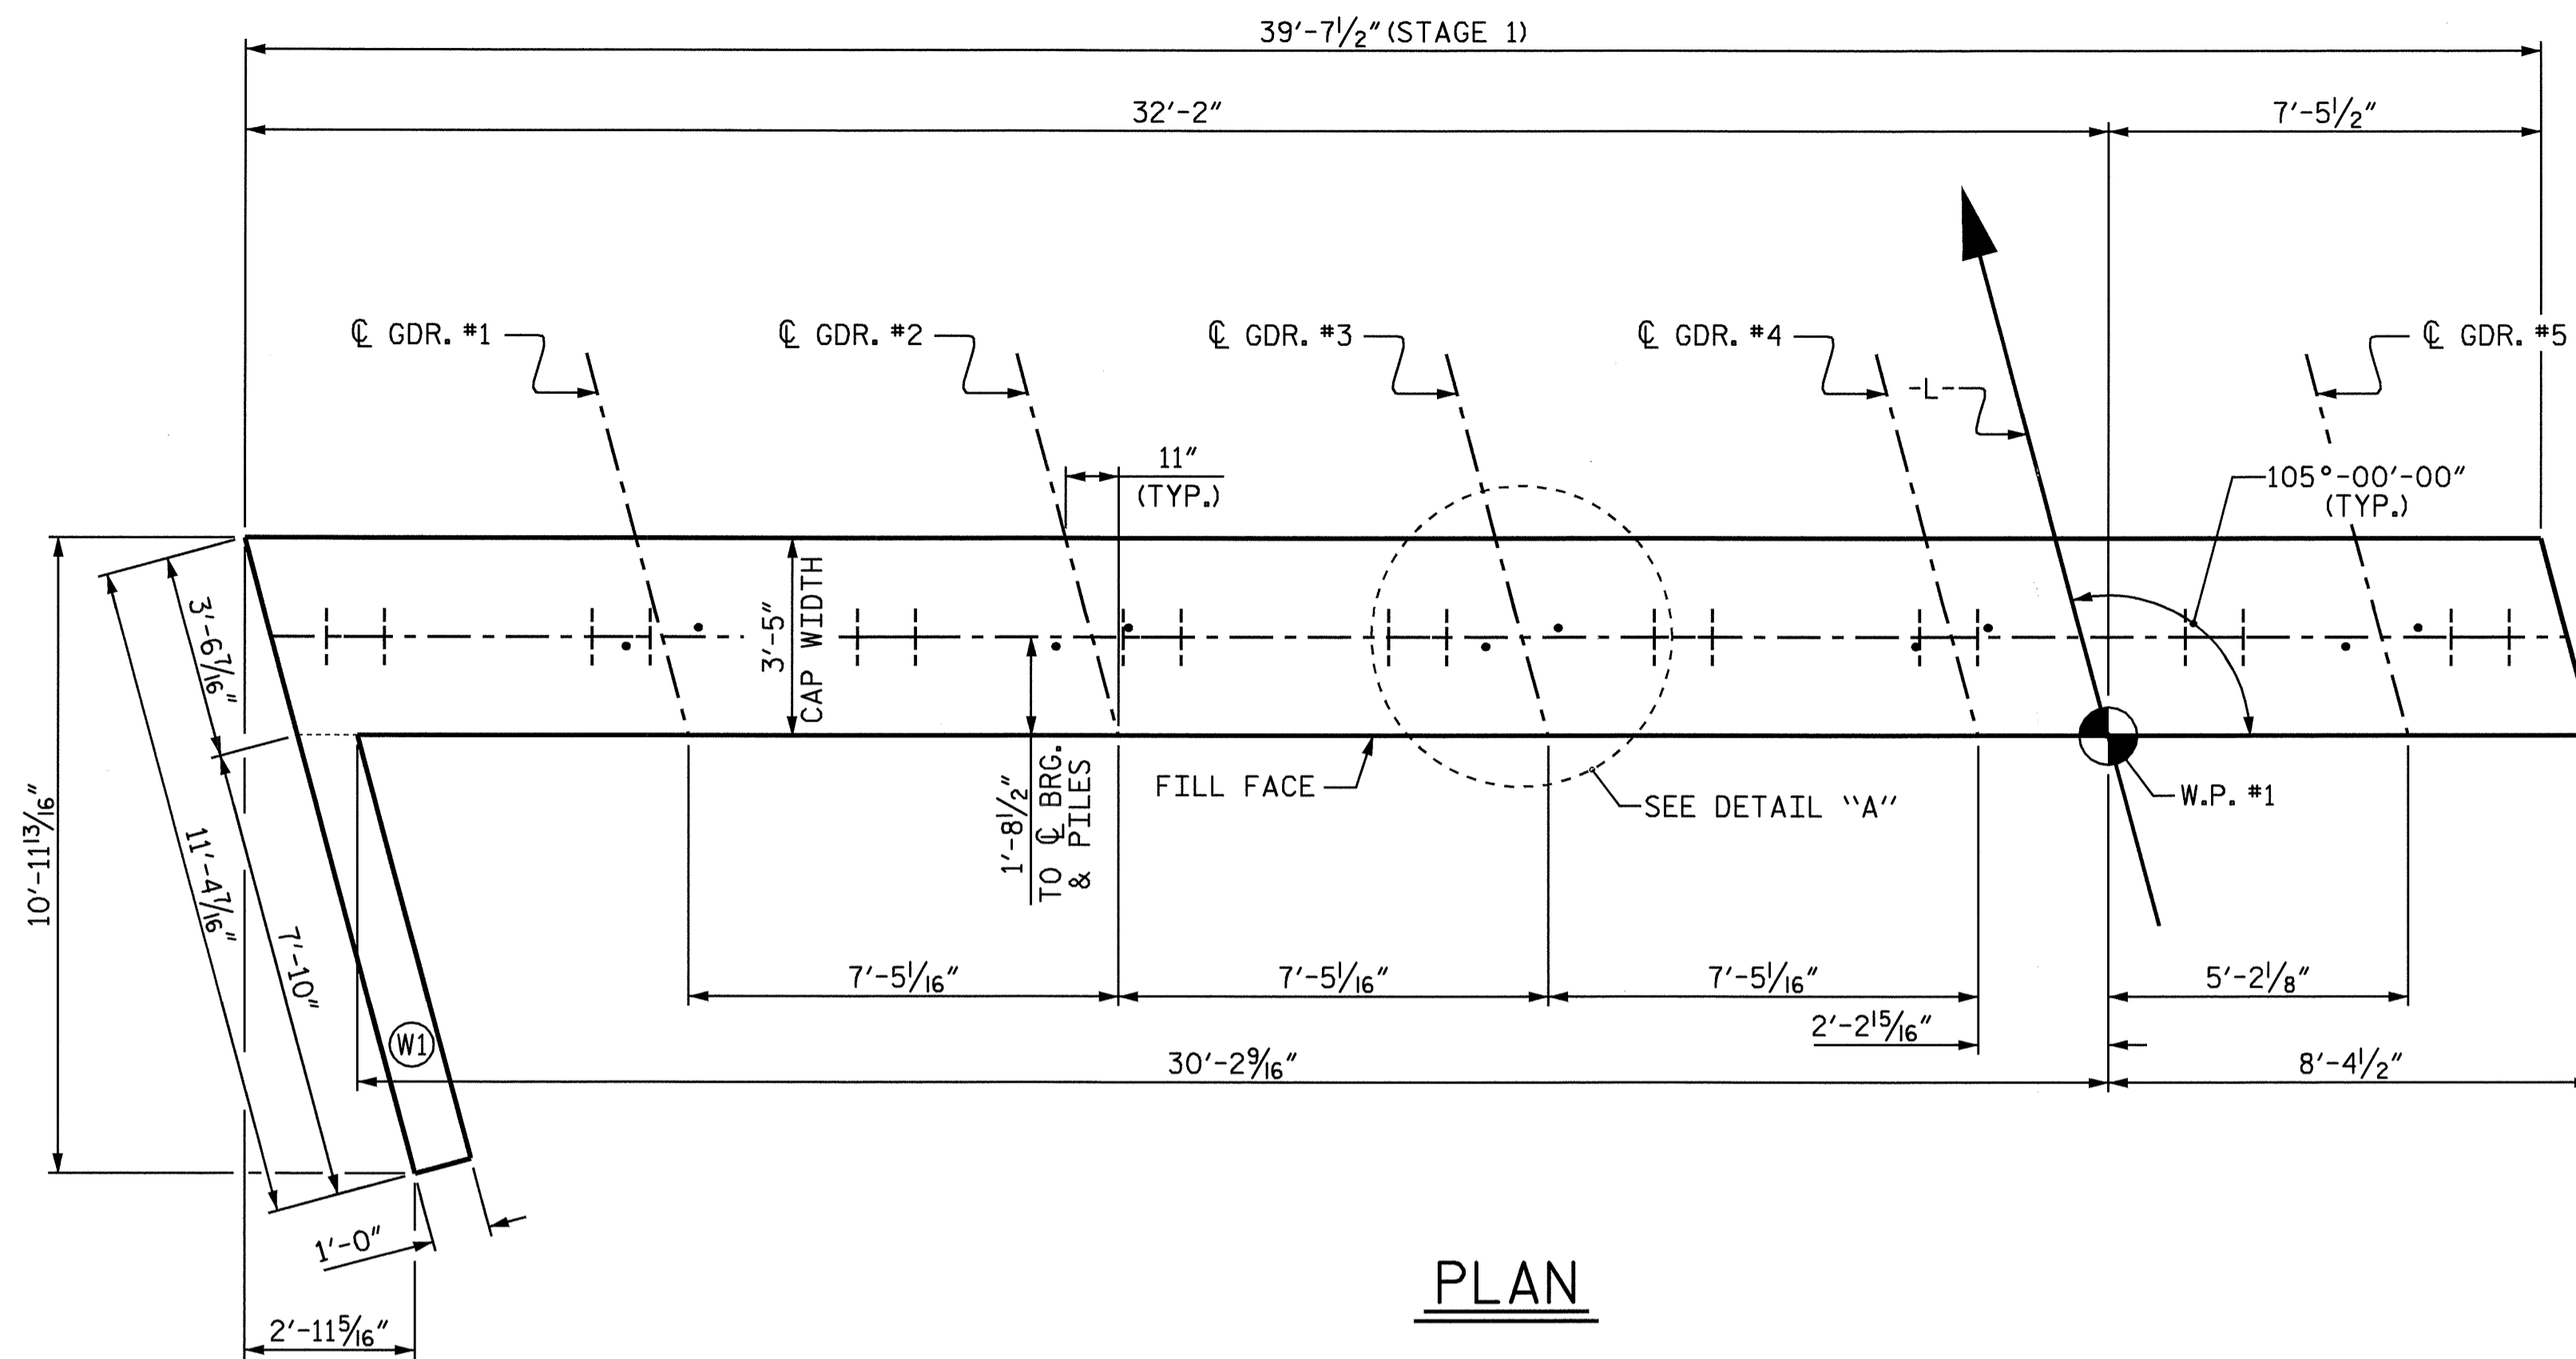 39′-7½″(STAGE 1)
32′-2″
7′-5½″
℄ GDR. #1
℄ GDR. #2
℄ GDR. #3
℄ GDR. #4
℄ GDR. #5
-L-
11″
(TYP.)
105°-00′-00″
(TYP.)
3′-6⁷⁄₁₆″
3′-5″
CAP WIDTH
10′-11¹³⁄₁₆″
11′-4⁷⁄₁₆″
7′-10″
1′-8½″
TO ℄ BRG.
& PILES
FILL FACE
SEE DETAIL "A"
W.P. #1
7′-5¹⁄₁₆″
7′-5¹⁄₁₆″
7′-5¹⁄₁₆″
5′-2⅛″
2′-2¹⁵⁄₁₆″
W1
30′-2⁹⁄₁₆″
8′-4½″
1′-0″
PLAN
2′-11⁵⁄₁₆″